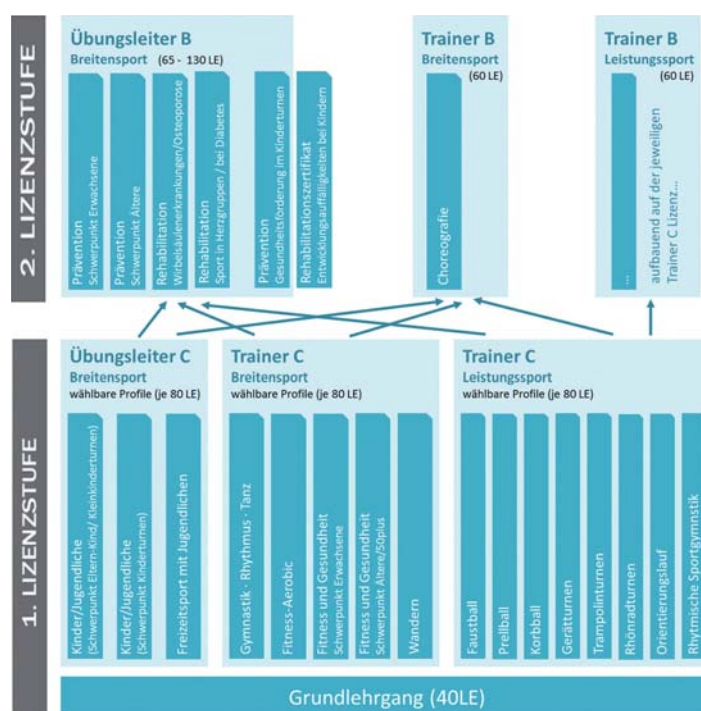 2. LIZENZSTUFE
Übungsleiter B
Breitensport (65 - 130 LE)
Prävention
Schwerpunkt Erwachsene
Prävention
Schwerpunkt Ältere
Rehabilitation
Wirbelsäulenerkrankungen/Osteoporose
Rehabilitation
Sport in Herzgruppen / bei Diabetes
Prävention
Gesundheitsförderung im Kinderturnen
Rehabilitationszertifikat
Entwicklungsauffälligkeiten bei Kindern
Trainer B
Breitensport
(60 LE)
Choreografie
Trainer B
Leistungssport
(60 LE)
...
aufbauend auf der jeweiligen
Trainer C Lizenz...
1. LIZENZSTUFE
Übungsleiter C
Breitensport
wählbare Profile (je 80 LE)
Kinder/Jugendliche
(Schwerpunkt Eltern-Kind/ Kleinkinderturnen)
Kinder/Jugendliche
(Schwerpunkt Kinderturnen)
Freizeitsport mit Jugendlichen
Trainer C
Breitensport
wählbare Profile (je 80 LE)
Gymnastik · Rhythmus · Tanz
Fitness-Aerobic
Fitness und Gesundheit
Schwerpunkt Erwachsene
Fitness und Gesundheit
Schwerpunkt Ältere/50plus
Wandern
Trainer C
Leistungssport
wählbare Profile (je 80 LE)
Faustball
Prellball
Korbball
Gerätturnen
Trampolinturnen
Rhönradturnen
Orientierungslauf
Rhytmische Sportgymnstik
Grundlehrgang (40LE)